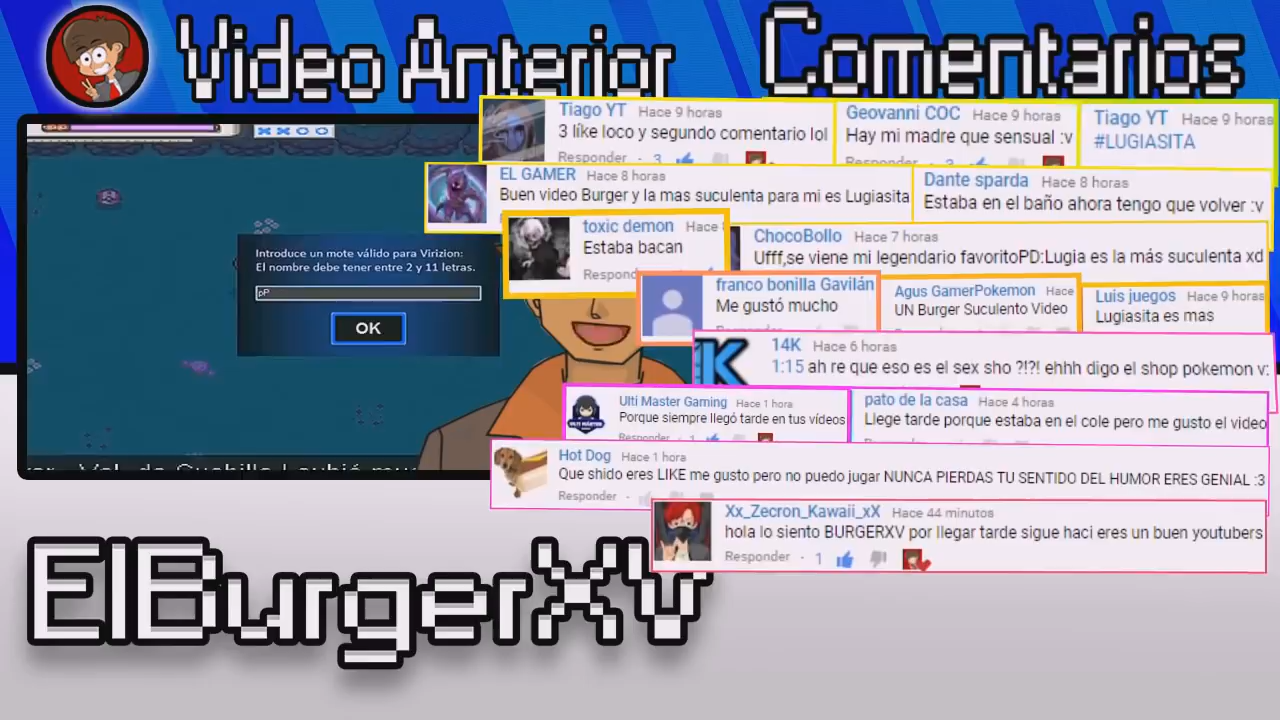 Video Anterior
Comentarios
Tiago YT Hace 9 horas
3 like loco y segundo comentario lol
Responder · 3
Geovanni COC Hace 9 horas
Hay mi madre que sensual :v
Tiago YT Hace 9 horas
#LUGIASITA
EL GAMER Hace 8 horas
Buen video Burger y la mas suculenta para mi es Lugiasita
Dante sparda Hace 8 horas
Estaba en el baño ahora tengo que volver :v
toxic demon Hace
Estaba bacan
Respond
ChocoBollo Hace 7 horas
Ufff,se viene mi legendario favoritoPD:Lugia es la más suculenta xd
Introduce un mote válido para Virizion:
El nombre debe tener entre 2 y 11 letras.
pP
OK
franco bonilla Gavilán
Me gustó mucho
Agus GamerPokemon Hace
UN Burger Suculento Video
Luis juegos Hace 9 horas
Lugiasita es mas
14K Hace 6 horas
1:15 ah re que eso es el sex sho ?!?! ehhh digo el shop pokemon v:
Ulti Master Gaming Hace 1 hora
Porque siempre llegó tarde en tus vídeos
Responder · 1
pato de la casa Hace 4 horas
Llege tarde porque estaba en el cole pero me gusto el video
Hot Dog Hace 1 hora
Que shido eres LIKE me gusto pero no puedo jugar NUNCA PIERDAS TU SENTIDO DEL HUMOR ERES GENIAL :3
Responder ·
Xx_Zecron_Kawaii_xX Hace 44 minutos
hola lo siento BURGERXV por llegar tarde sigue haci eres un buen youtubers
Responder · 1
ElBurgerXV